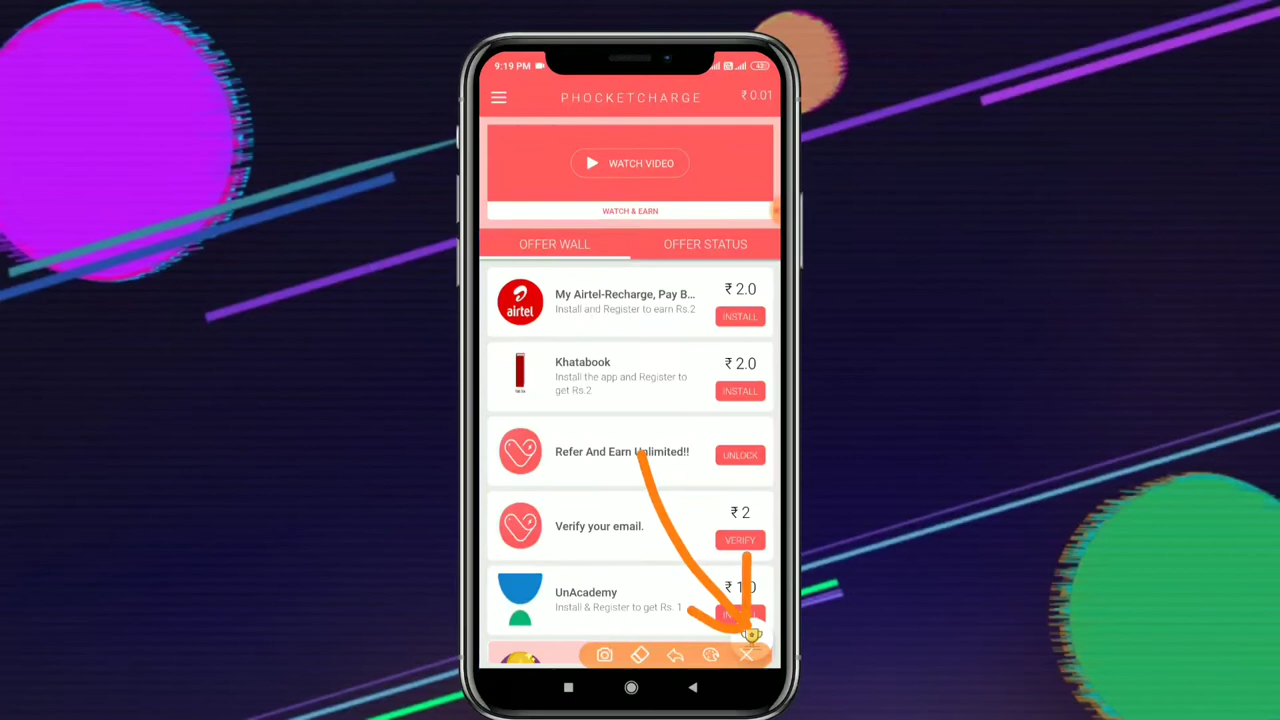 9:19 PM
PHOCKETCHARGE
₹ 0.01
WATCH VIDEO
WATCH & EARN
OFFER WALL
OFFER STATUS
airtel
My Airtel-Recharge, Pay B...
Install and Register to earn Rs.2
₹ 2.0
INSTALL
Khatabook
Install the app and Register to
get Rs.2
₹ 2.0
INSTALL
Refer And Earn Unlimited!!
UNLOCK
Verify your email.
₹ 2
VERIFY
UnAcademy
Install & Register to get Rs. 1